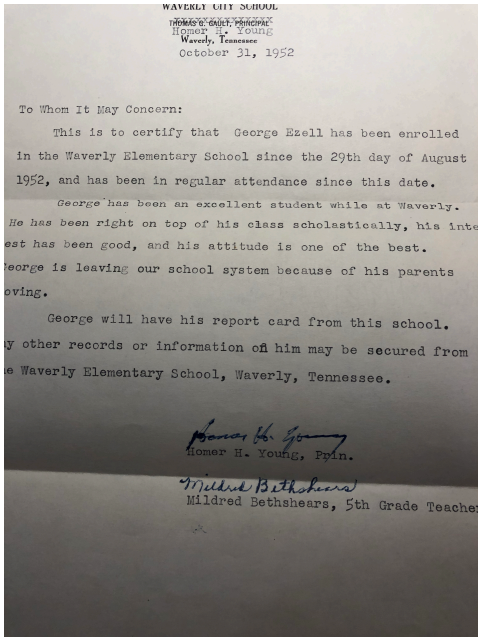 WAVERLY CITY SCHOOL
THOMAS G. GAULT, PRINCIPAL
Homer H. Young
Waverly, Tennessee
October 31, 1952
To Whom It May Concern:
This is to certify that George Ezell has been enrolled
in the Waverly Elementary School since the 29th day of August
1952, and has been in regular attendance since this date.
George has been an excellent student while at Waverly.
He has been right on top of his class scholastically, his inte
est has been good, and his attitude is one of the best.
George is leaving our school system because of his parents
oving.
George will have his report card from this school.
ny other records or information on him may be secured from
he Waverly Elementary School, Waverly, Tennessee.
Homer H. Young
Homer H. Young, Prin.
Mildred Bethshears
Mildred Bethshears, 5th Grade Teacher